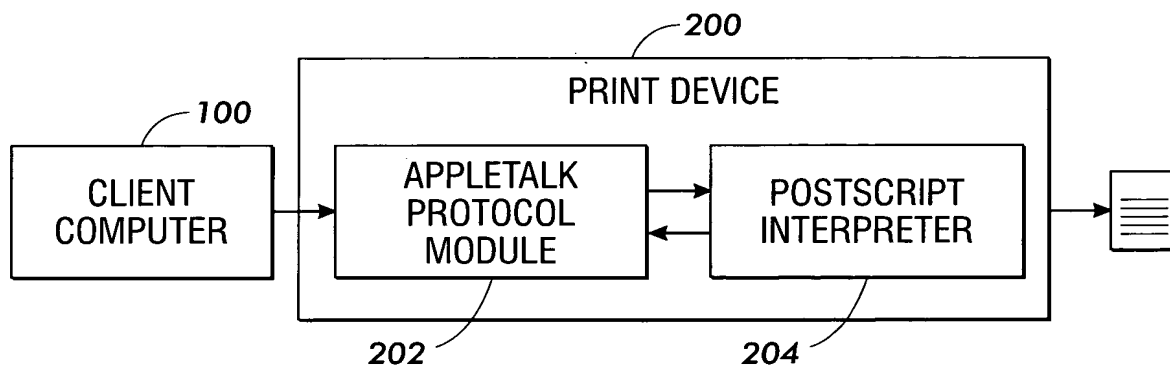 200
PRINT DEVICE
100
CLIENT
COMPUTER
APPLETALK
PROTOCOL
MODULE
POSTSCRIPT
INTERPRETER
202
204